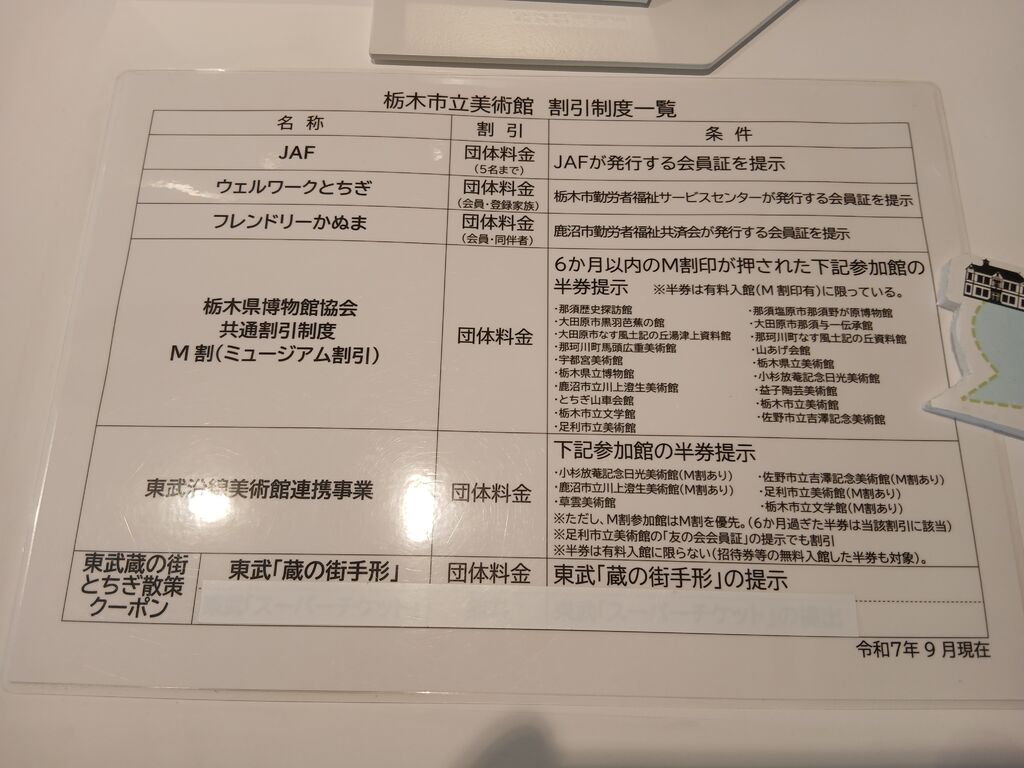 栃木市立美術館 割引制度一覧
名称 割引 条件
JAF 団体料金 (5名まで) JAFが発行する会員証を提示
ウェルワークとちぎ 団体料金 (会員・登録家族) 栃木市勤労者福祉サービスセンターが発行する会員証を提示
フレンドリーかぬま 団体料金 (会員・同伴者) 鹿沼市勤労者福祉共済会が発行する会員証を提示
栃木県博物館協会
共通割引制度
M割(ミュージアム割引)
団体料金
6か月以内のM割印が押された下記参加館の
半券提示 ※半券は有料入館(M割印有)に限っている。
・那須歴史探訪館 ・那須塩原市那須野が原博物館
・大田原市黒羽芭蕉の館 ・大田原市那須与一伝承館
・大田原市なす風土記の丘湯津上資料館 ・那珂川町なす風土記の丘資料館
・那珂川町馬頭広重美術館 ・山あげ会館
・宇都宮美術館 ・栃木県立美術館
・栃木県立博物館 ・小杉放菴記念日光美術館
・鹿沼市立川上澄生美術館 ・益子陶芸美術館
・とちぎ山車会館 ・栃木市立美術館
・栃木市立文学館 ・佐野市立吉澤記念美術館
・足利市立美術館
東武沿線美術館連携事業
団体料金
下記参加館の半券提示
・小杉放菴記念日光美術館(M割あり) ・佐野市立吉澤記念美術館(M割あり)
・鹿沼市立川上澄生美術館(M割あり) ・足利市立美術館(M割あり)
・草雲美術館 ・栃木市立文学館(M割あり)
※ただし、M割参加館はM割を優先。(6か月過ぎた半券は当該割引に該当)
※足利市立美術館の「友の会会員証」の提示でも割引
※半券は有料入館に限らない(招待券等の無料入館した半券も対象)。
東武蔵の街
とちぎ散策
クーポン
東武「蔵の街手形」 団体料金 東武「蔵の街手形」の提示
東武「スーパーチケット」 東武「スーパーチケット」の提出
令和7年9月現在